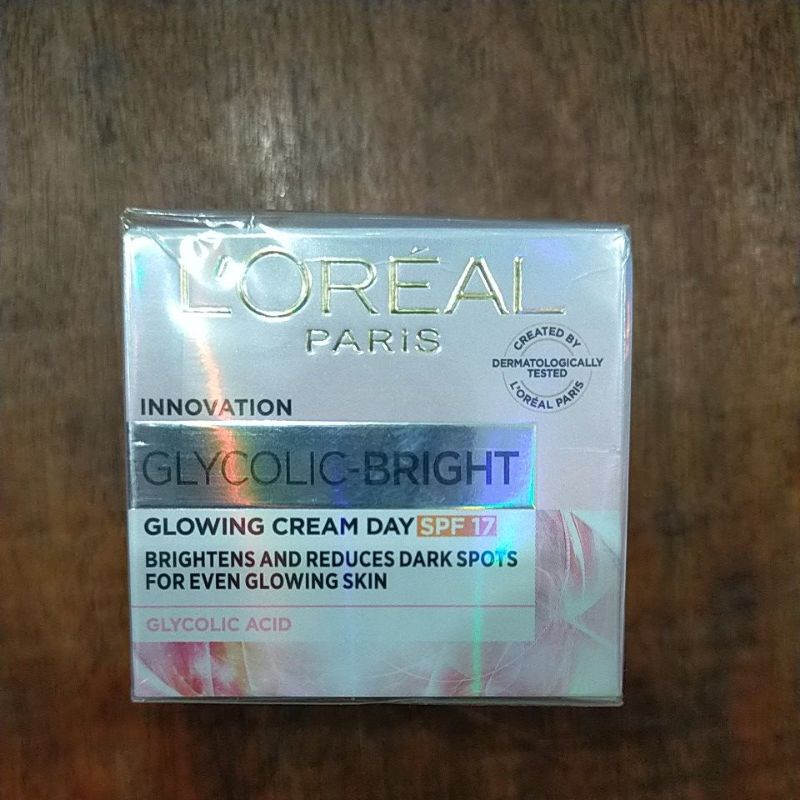 L'ORÉAL
PARIS
CREATED BY
DERMATOLOGICALLY
TESTED
L'ORÉAL PARIS
INNOVATION
GLYCOLIC-BRIGHT
GLOWING CREAM DAY SPF 17
BRIGHTENS AND REDUCES DARK SPOTS
FOR EVEN GLOWING SKIN
GLYCOLIC ACID